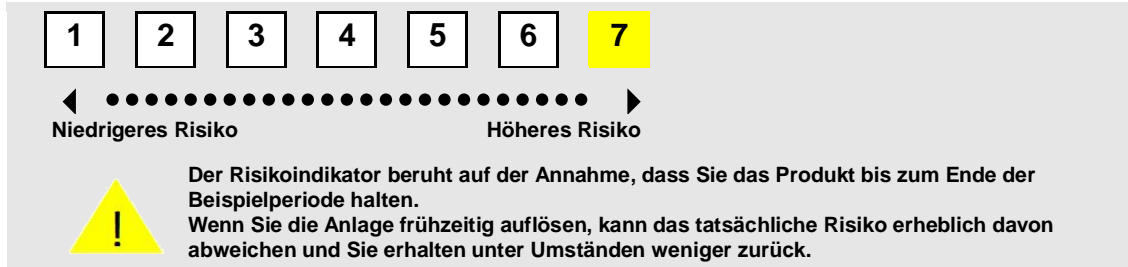 1 2 3 4 5 6 7
Niedrigeres Risiko Höheres Risiko
Der Risikoindikator beruht auf der Annahme, dass Sie das Produkt bis zum Ende der
Beispielperiode halten.
Wenn Sie die Anlage frühzeitig auflösen, kann das tatsächliche Risiko erheblich davon
abweichen und Sie erhalten unter Umständen weniger zurück.
!